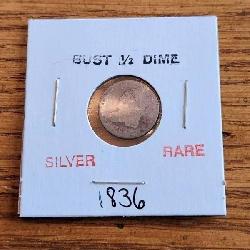 BUST ½ DIME
SILVER RARE
1836